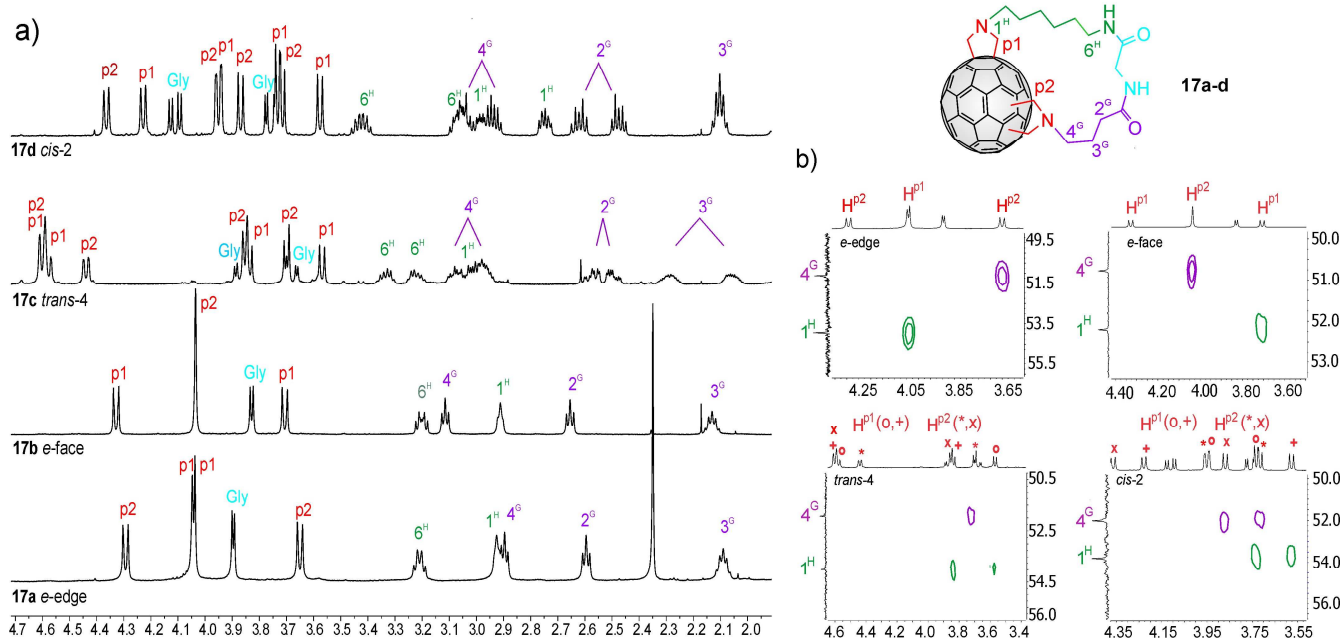 a)
p2
p1
Gly
p2
p1
p2
Gly
p1
p2
p1
6ᴴ
6ᴴ
1ᴴ
4ᴳ
1ᴴ
2ᴳ
3ᴳ
17d cis-2
p2
p1
p1
p2
Gly
p2
p1
p2
Gly
p1
6ᴴ
6ᴴ
4ᴳ
1ᴴ
2ᴳ
3ᴳ
17c trans-4
p1
p2
Gly
p1
6ᴴ
4ᴳ
1ᴴ
2ᴳ
3ᴳ
17b e-face
p2
p1
p1
Gly
p2
6ᴴ
1ᴴ
4ᴳ
2ᴳ
3ᴳ
17a e-edge
4.7 4.6 4.5 4.4 4.3 4.2 4.1 4.0 3.9 3.8 3.7 3.6 3.5 3.4 3.3 3.2 3.1 3.0 2.9 2.8 2.7 2.6 2.5 2.4 2.3 2.2 2.1 2.0
N
1ᴴ
p1
HN
6ᴴ
O
NH
17a-d
p2
N
2ᴳ
O
4ᴳ
3ᴳ
b)
Hᵖ² Hᵖ¹ Hᵖ²
e-edge
4ᴳ
1ᴴ
49.5
51.5
53.5
55.5
4.25 4.05 3.85 3.65
Hᵖ¹ Hᵖ² Hᵖ¹
e-face
4ᴳ
1ᴴ
50.0
51.0
52.0
53.0
4.40 4.20 4.00 3.80 3.60
Hᵖ¹(o,+) Hᵖ²(*,x)
x
+ o * x + * o
trans-4
4ᴳ
1ᴴ
50.5
52.5
54.5
56.0
4.6 4.4 4.2 4.0 3.8 3.6 3.4
Hᵖ¹(o,+) Hᵖ²(*,x)
x + * o x o * +
cis-2
4ᴳ
1ᴴ
50.0
52.0
54.0
56.0
4.35 4.15 3.95 3.75 3.55